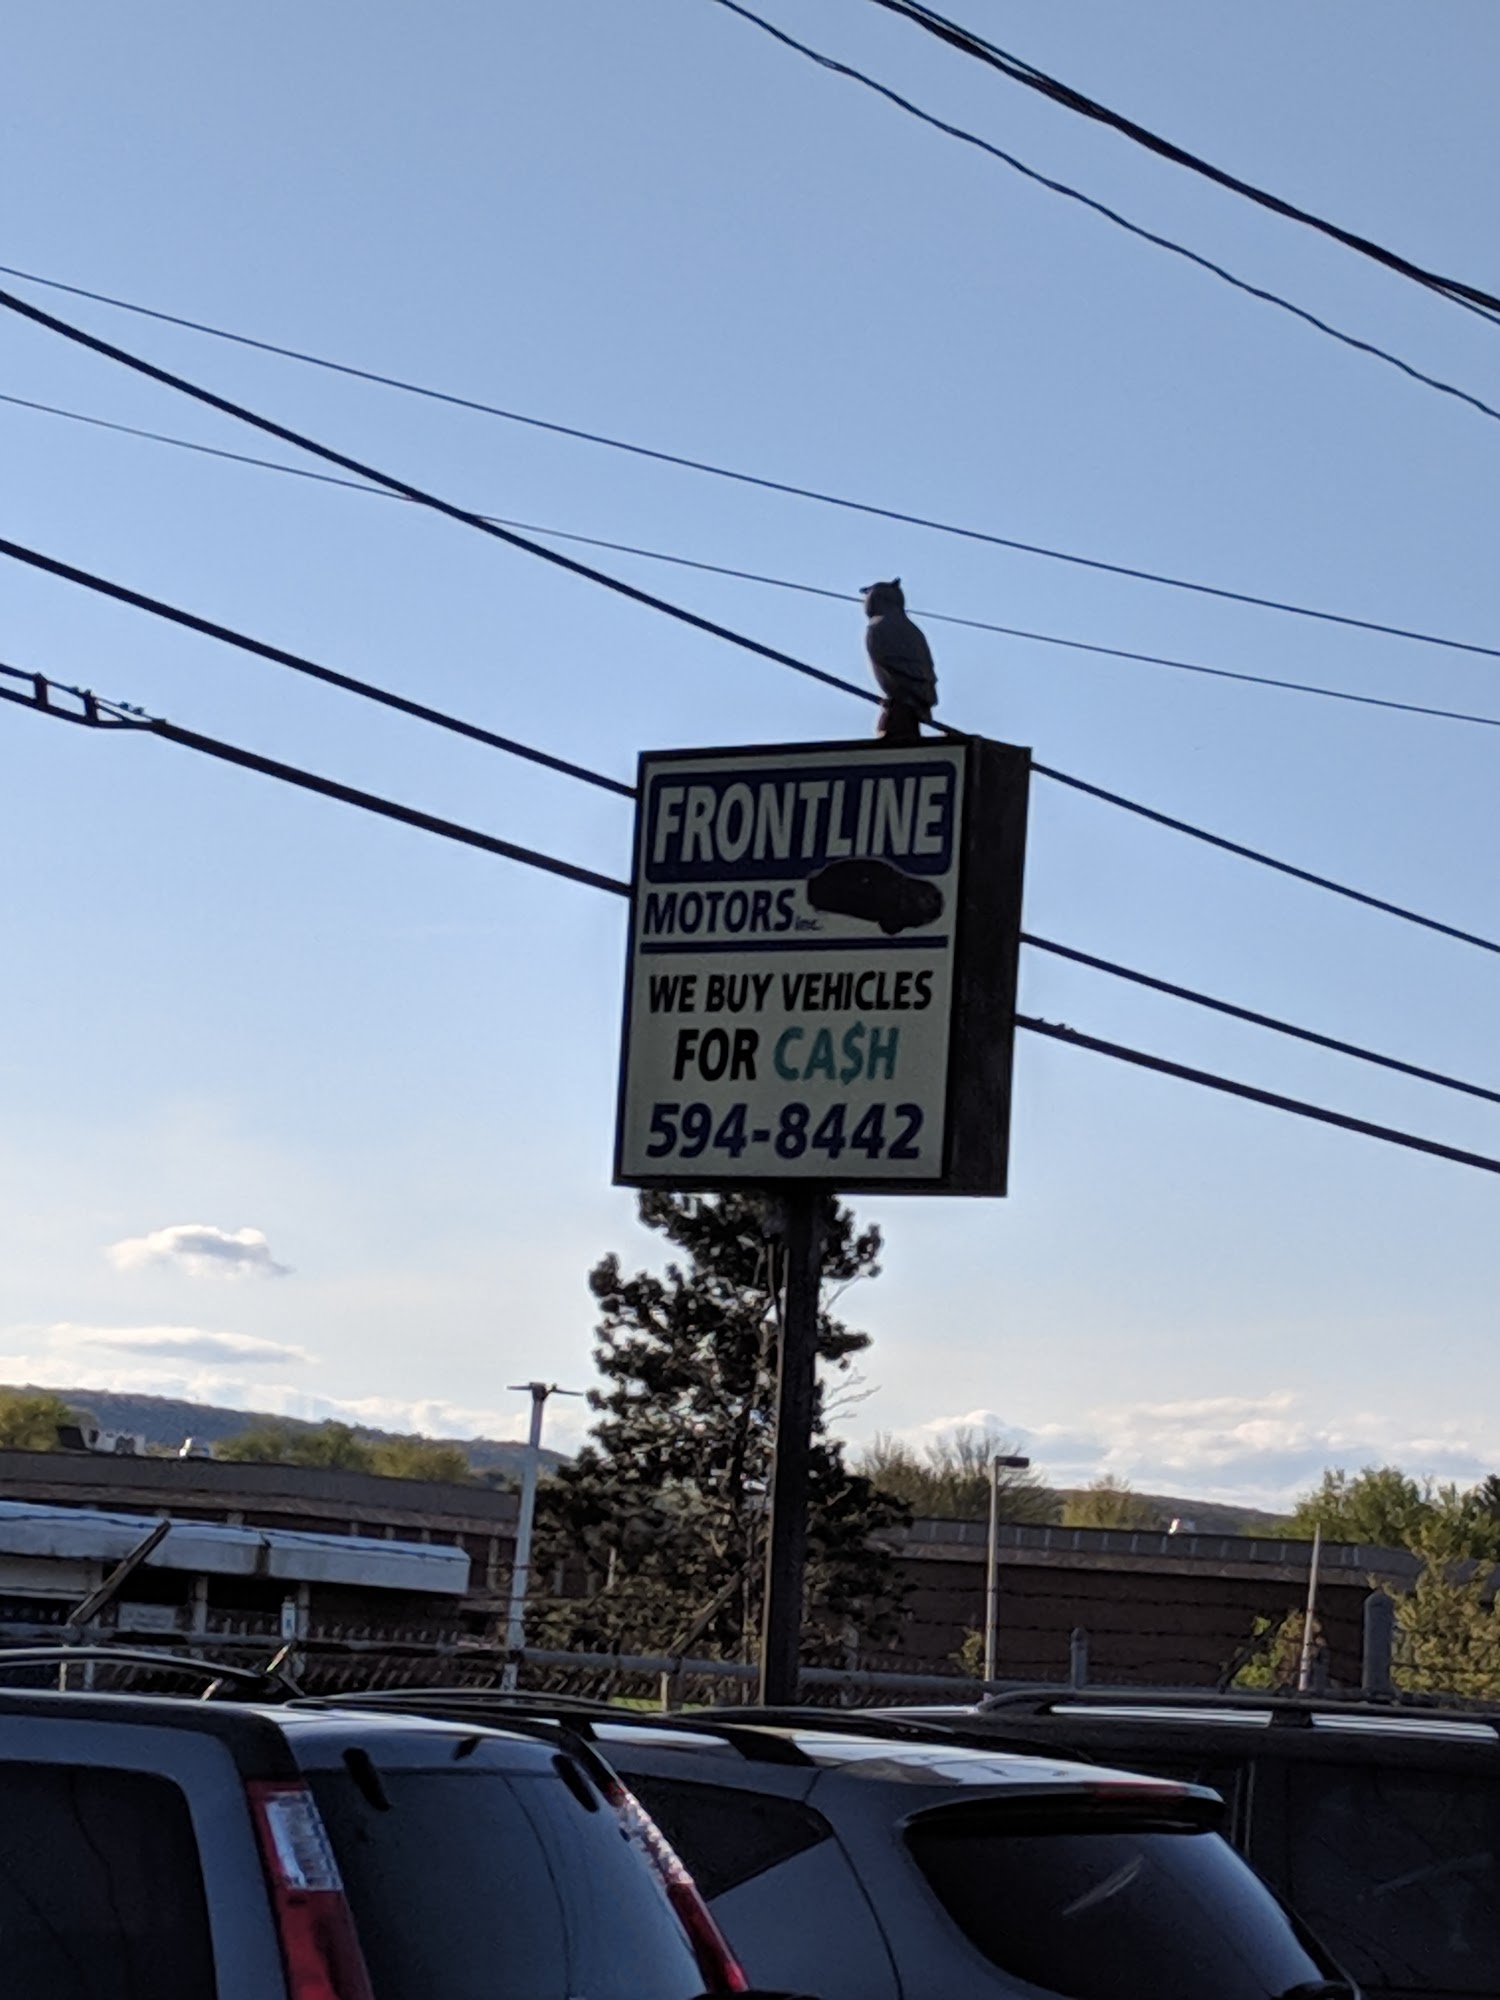 FRONTLINE
MOTORS inc.
WE BUY VEHICLES
FOR CA$H
594-8442